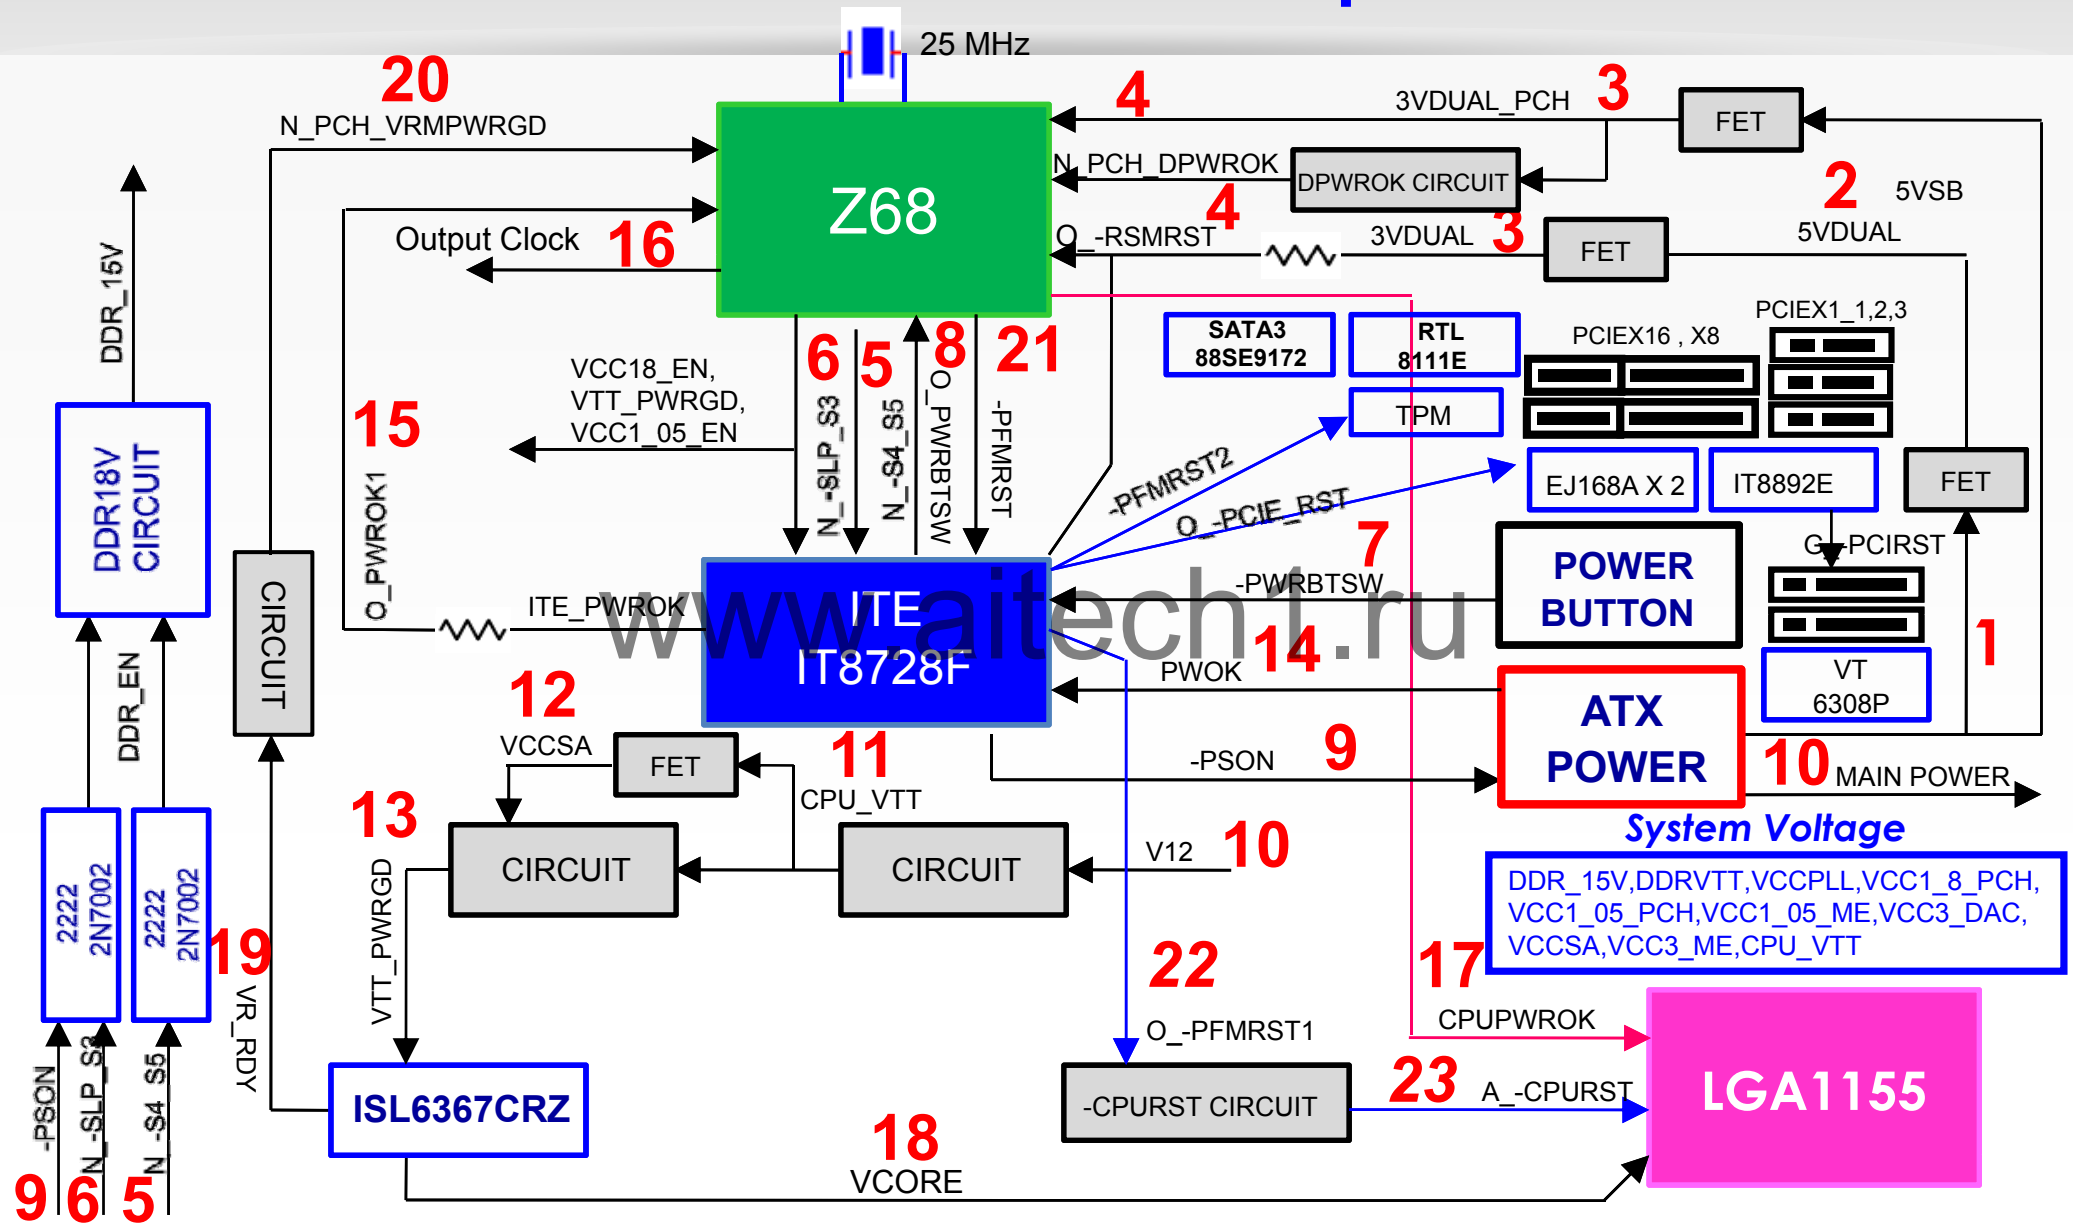 25 MHz
20
N_PCH_VRMPWRGD
4
3VDUAL_PCH
3
FET
N_PCH_DPWROK
DPWROK CIRCUIT
Z68
2
5VSB
4
O_-RSMRST
3VDUAL
3
FET
5VDUAL
Output Clock
16
DDR_15V
6
5
8
21
SATA3
88SE9172
RTL
8111E
TPM
PCIEX16 , X8
PCIEX1_1,2,3
VCC18_EN,
VTT_PWRGD,
VCC1_05_EN
N_-SLP_S3
N_-S4_S5
O_PWRBTSW
-PFMRST
15
O_PWROK1
DDR18V
CIRCUIT
-PFMRST2
O_-PCIE_RST
EJ168A X 2
IT8892E
FET
7
-PWRBTSW
POWER
BUTTON
G_-PCIRST
1
CIRCUIT
ITE_PWROK
ITE
IT8728F
www.aitech1.ru
14
PWOK
ATX
POWER
VT
6308P
DDR_EN
12
VCCSA
FET
11
CPU_VTT
-PSON
9
10
MAIN POWER
System Voltage
13
CIRCUIT
CIRCUIT
V12
10
DDR_15V,DDRVTT,VCCPLL,VCC1_8_PCH,
VCC1_05_PCH,VCC1_05_ME,VCC3_DAC,
VCCSA,VCC3_ME,CPU_VTT
2222
2N7002
2222
2N7002
19
VR_RDY
VTT_PWRGD
22
O_-PFMRST1
17
CPUPWROK
-PSON
N_-SLP_S3
N_-S4_S5
ISL6367CRZ
-CPURST CIRCUIT
23
A_-CPURST
LGA1155
18
VCORE
9
6
5